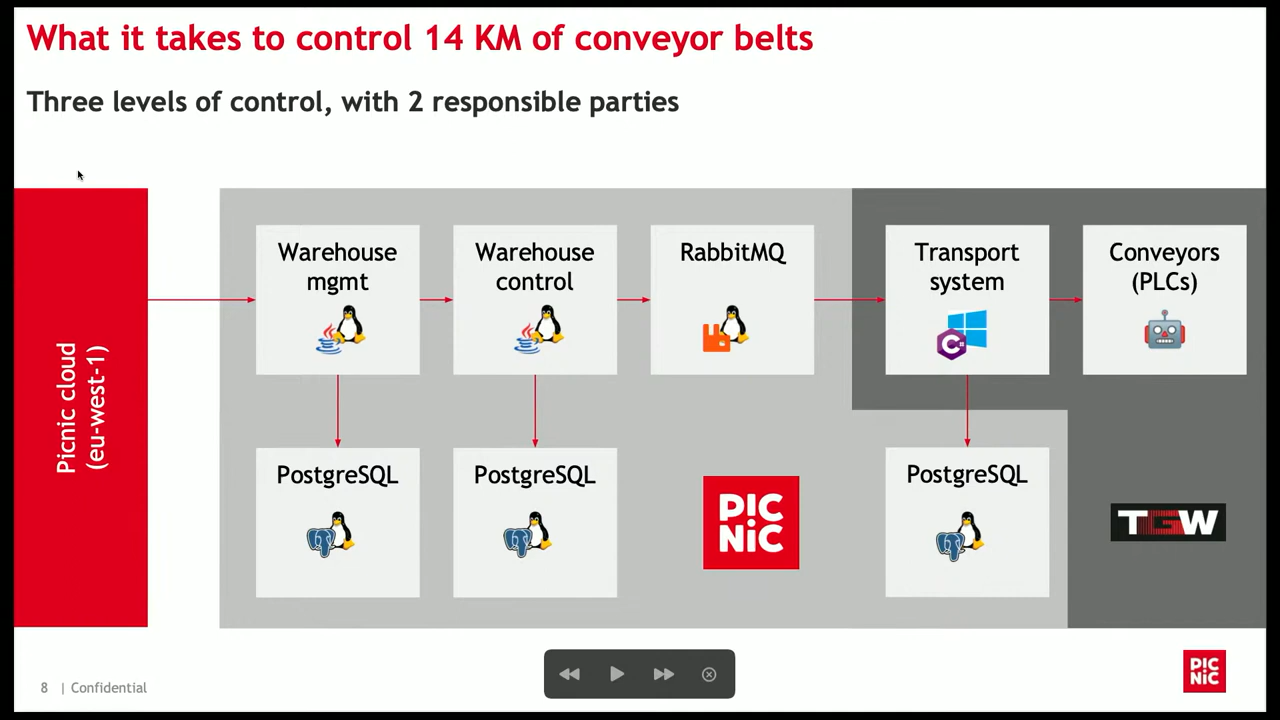 What it takes to control 14 KM of conveyor belts
Three levels of control, with 2 responsible parties
Picnic cloud
(eu-west-1)
Warehouse
mgmt
Warehouse
control
RabbitMQ
Transport
system
C#
Conveyors
(PLCs)
PostgreSQL
PostgreSQL
PIC
NiC
PostgreSQL
TGW
8 | Confidential
PIC
NiC